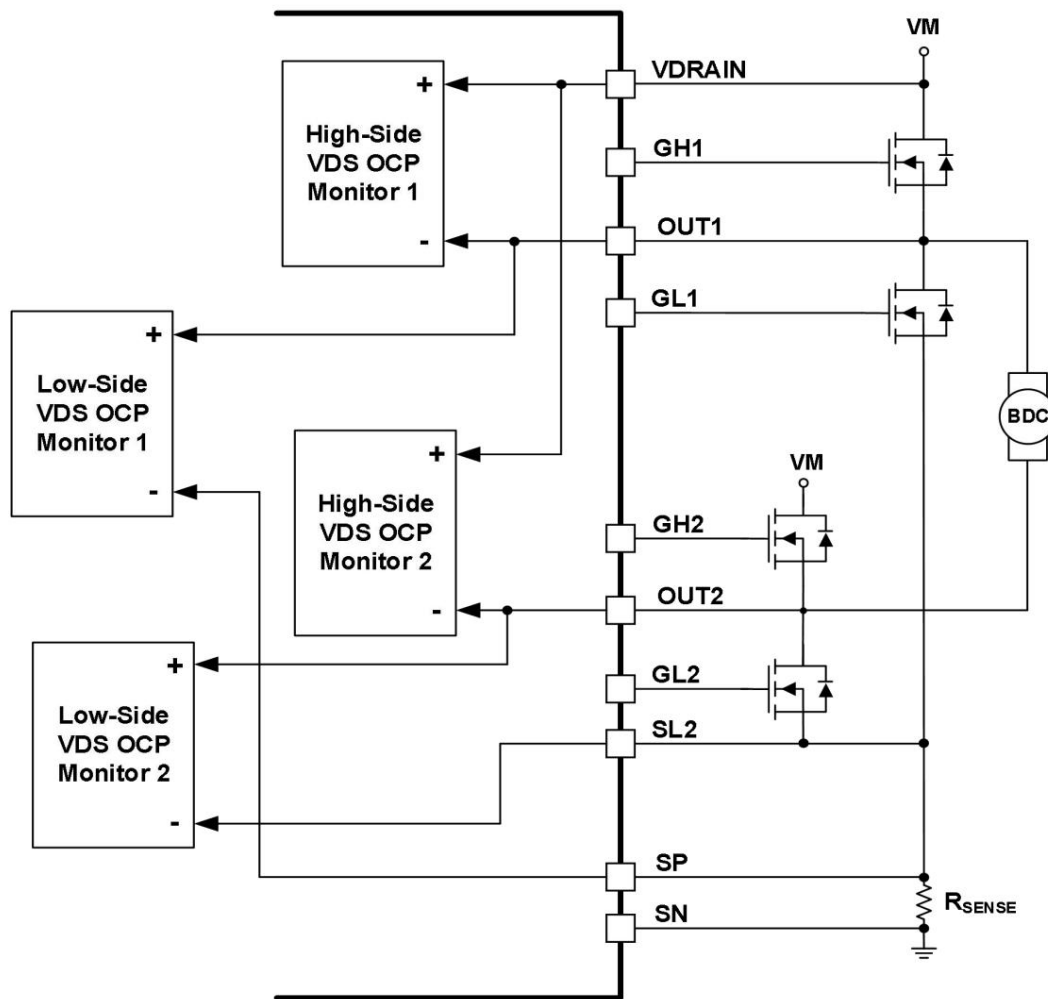 VM
VDRAIN
+
High-Side
VDS OCP
Monitor 1
-
GH1
OUT1
GL1
+
Low-Side
VDS OCP
Monitor 1
-
BDC
+
High-Side
VDS OCP
Monitor 2
-
VM
GH2
OUT2
+
Low-Side
VDS OCP
Monitor 2
-
GL2
SL2
SP
SN
RSENSE